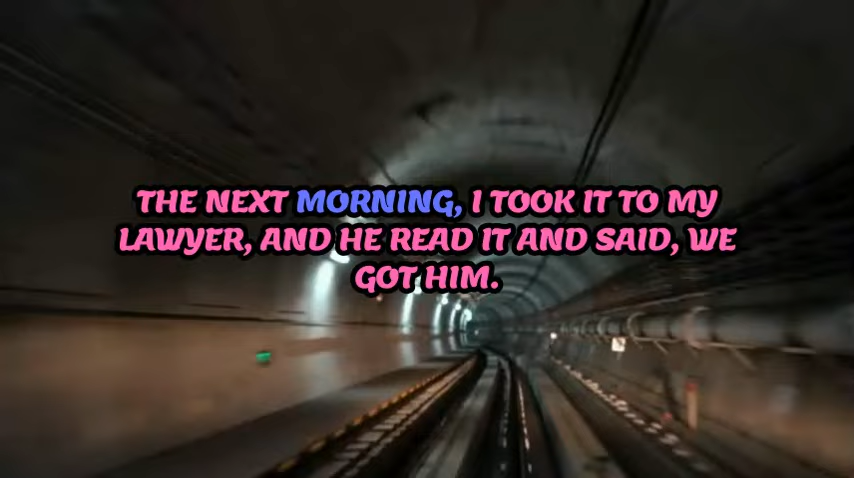 THE NEXT MORNING, I TOOK IT TO MY
LAWYER, AND HE READ IT AND SAID, WE
GOT HIM.